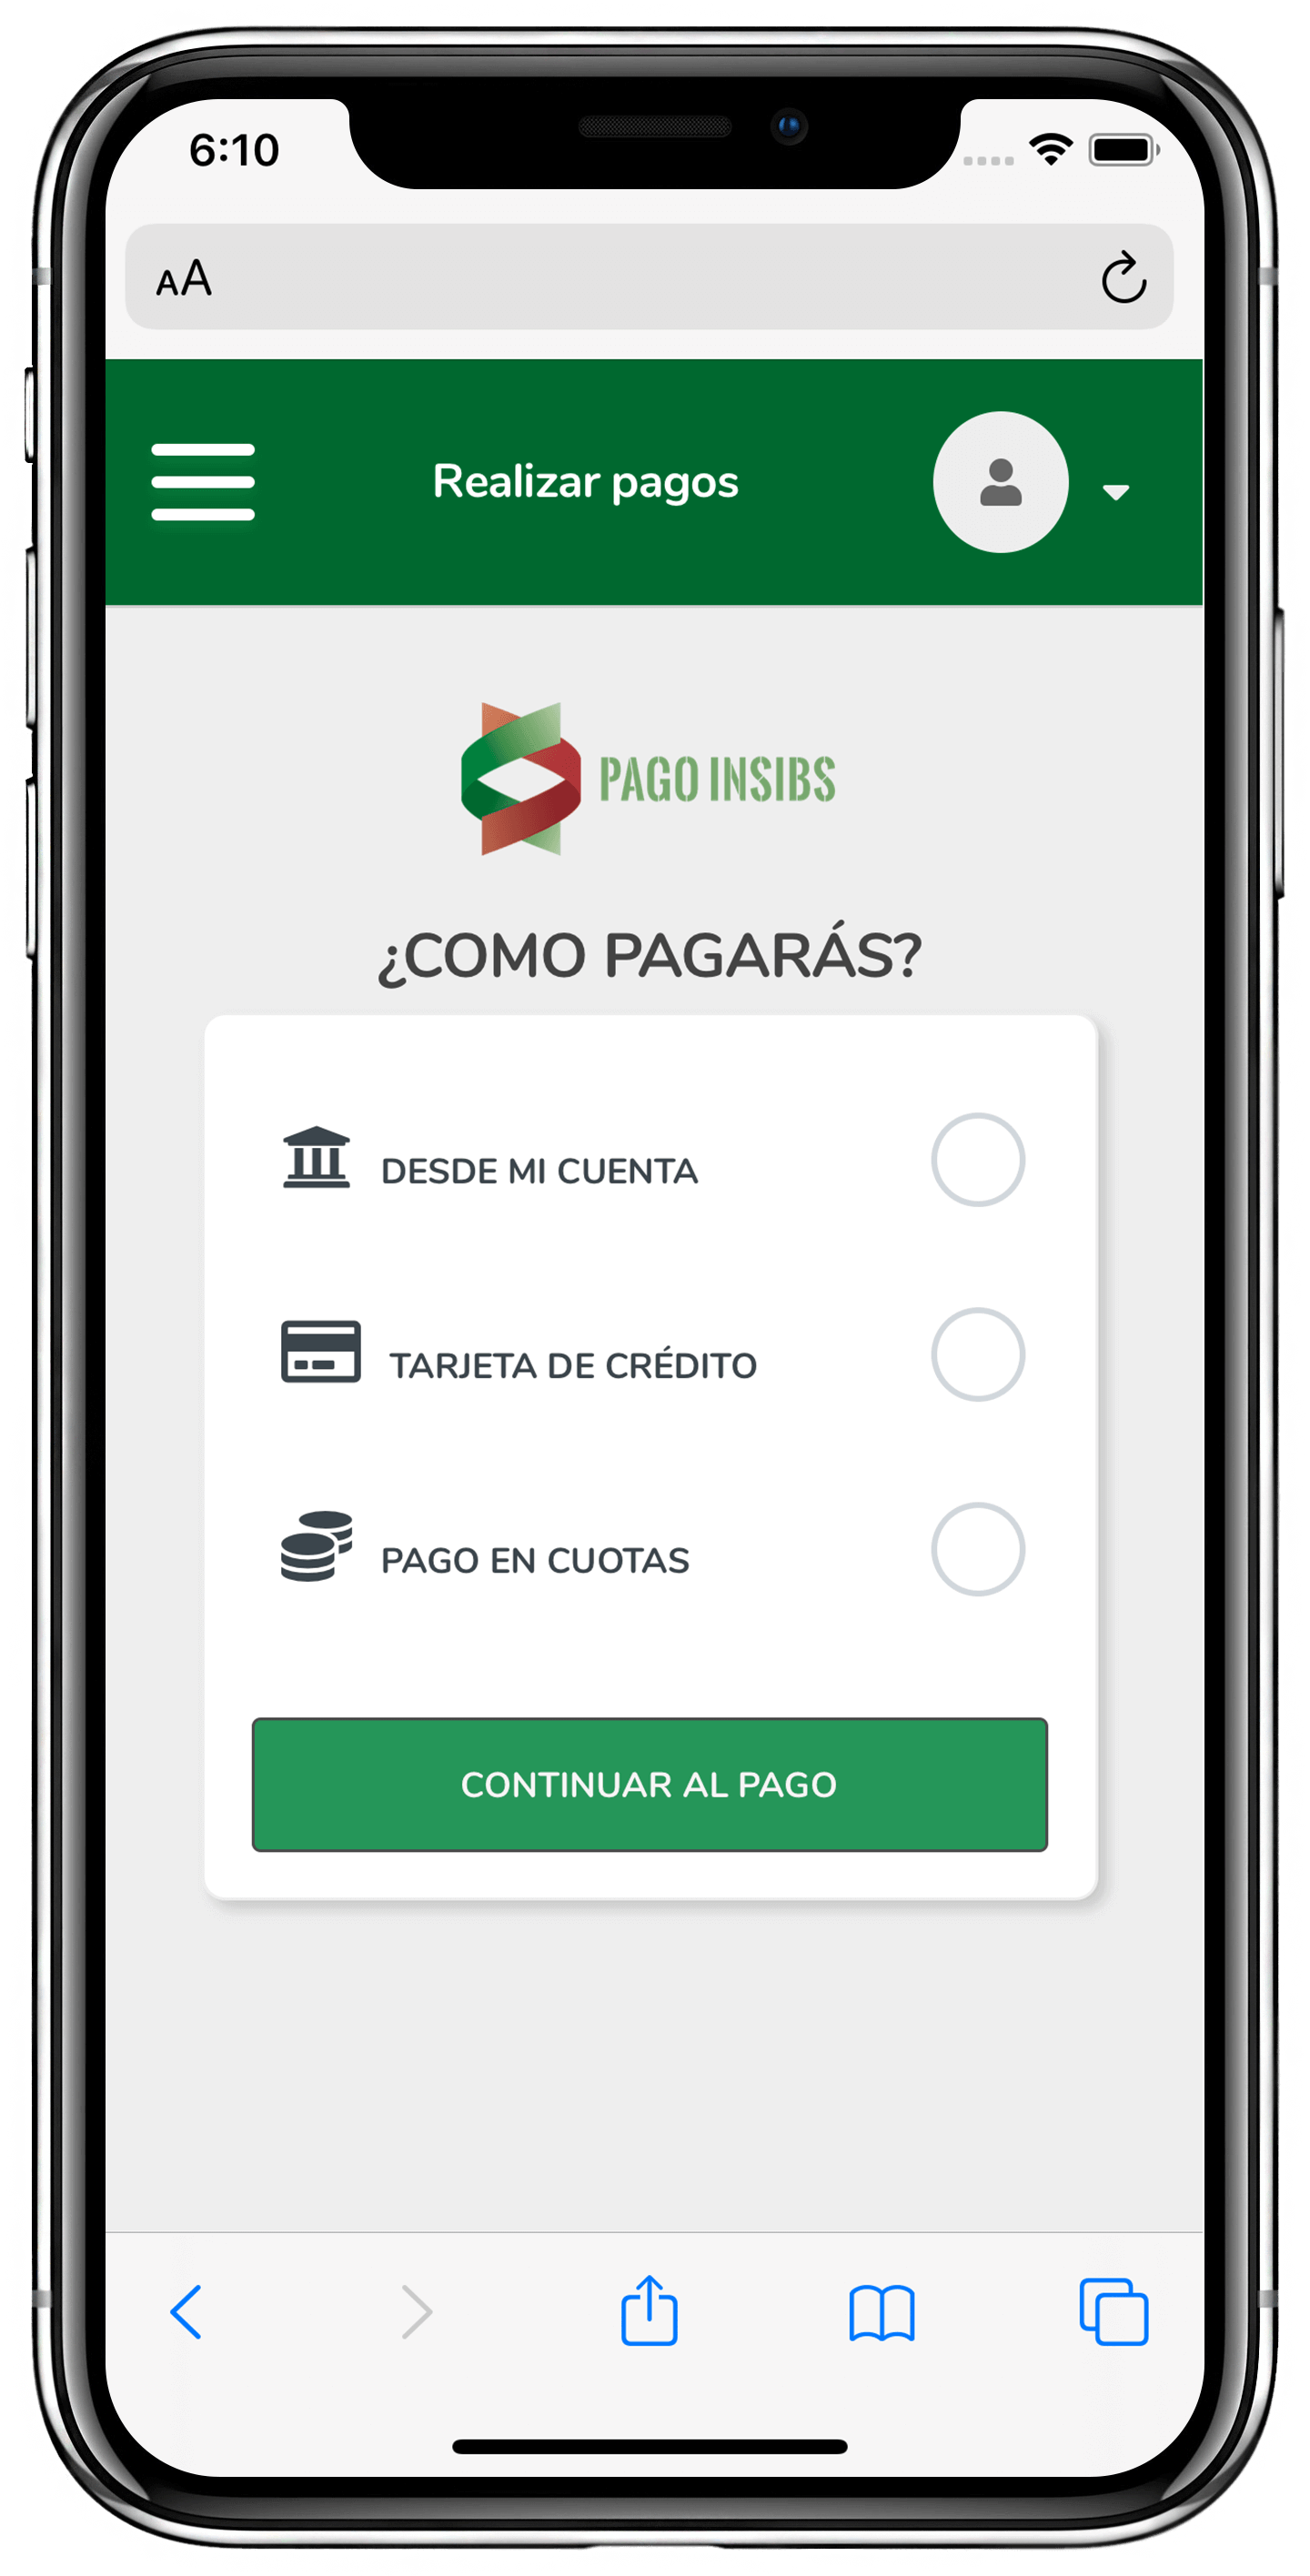 6:10
AA
Realizar pagos
PAGO INSIBS
¿COMO PAGARÁS?
DESDE MI CUENTA
TARJETA DE CRÉDITO
PAGO EN CUOTAS
CONTINUAR AL PAGO